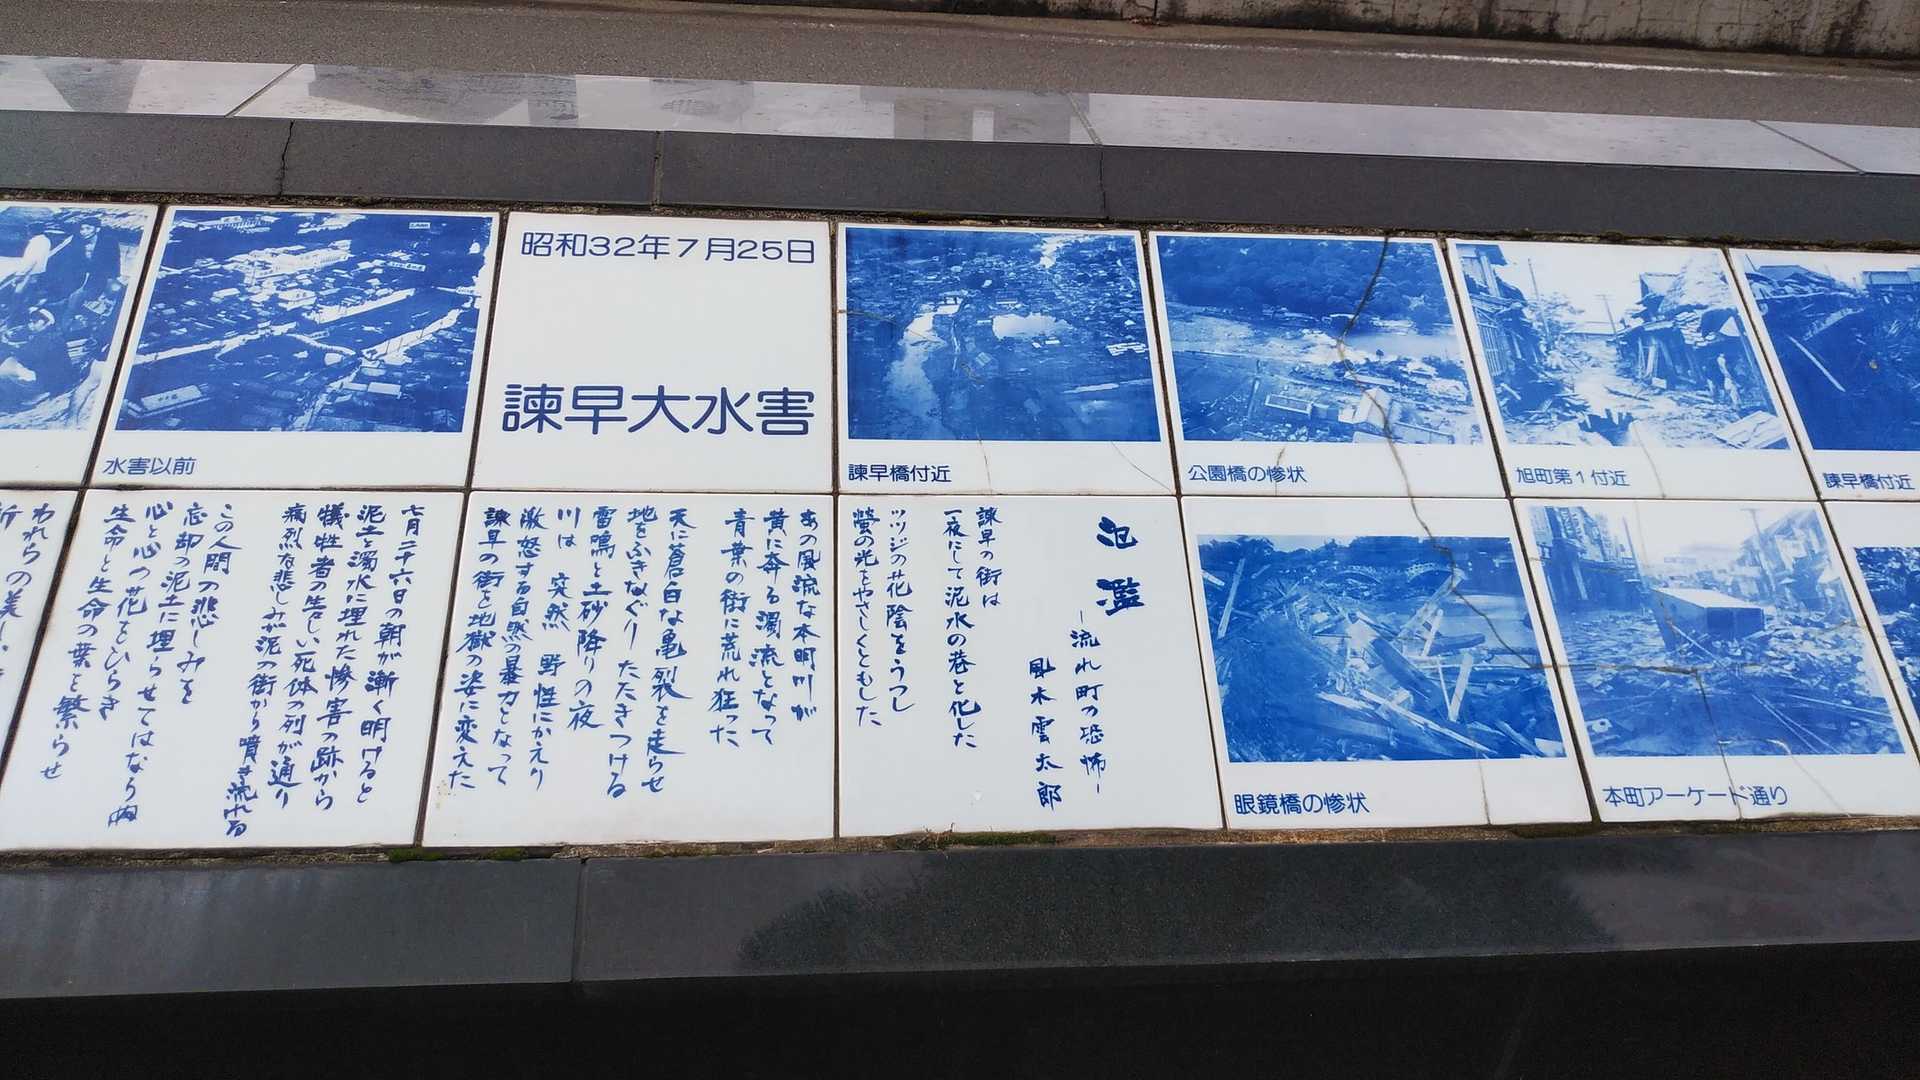 昭和32年7月25日
諫早大水害
水害以前
諫早橋付近
公園橋の惨状
旭町第1付近
諫早橋付近
眼鏡橋の惨状
本町アーケード通り
氾濫
―流れ町の恐怖―
風木雲太郎
諫早の街は
一夜にして泥水の巷と化した
ツツジの花陰をうつし
螢の光をやさしくともした
あの風流な本明川が
黄に奔る濁流となって
青葉の街に荒れ狂った
天に蒼白な亀裂を走らせ
地をふきなぐり たたきつける
雷鳴と土砂降りの夜
川は 突然 野性にかえり
激怒する自然の暴力となって
諫早の街を地獄の姿に変えた
七月二十六日の朝が漸く明けると
泥土と濁水に埋れた惨害の跡から
犠牲者の生々しい死体の列が通り
痛烈な悲しみが泥の街から噴き流れる
この人間の悲しみを
忘却の泥土に埋らせてはならぬ
心と心の花をひらき
生命と生命の葉を繁らせ
われらの美しい